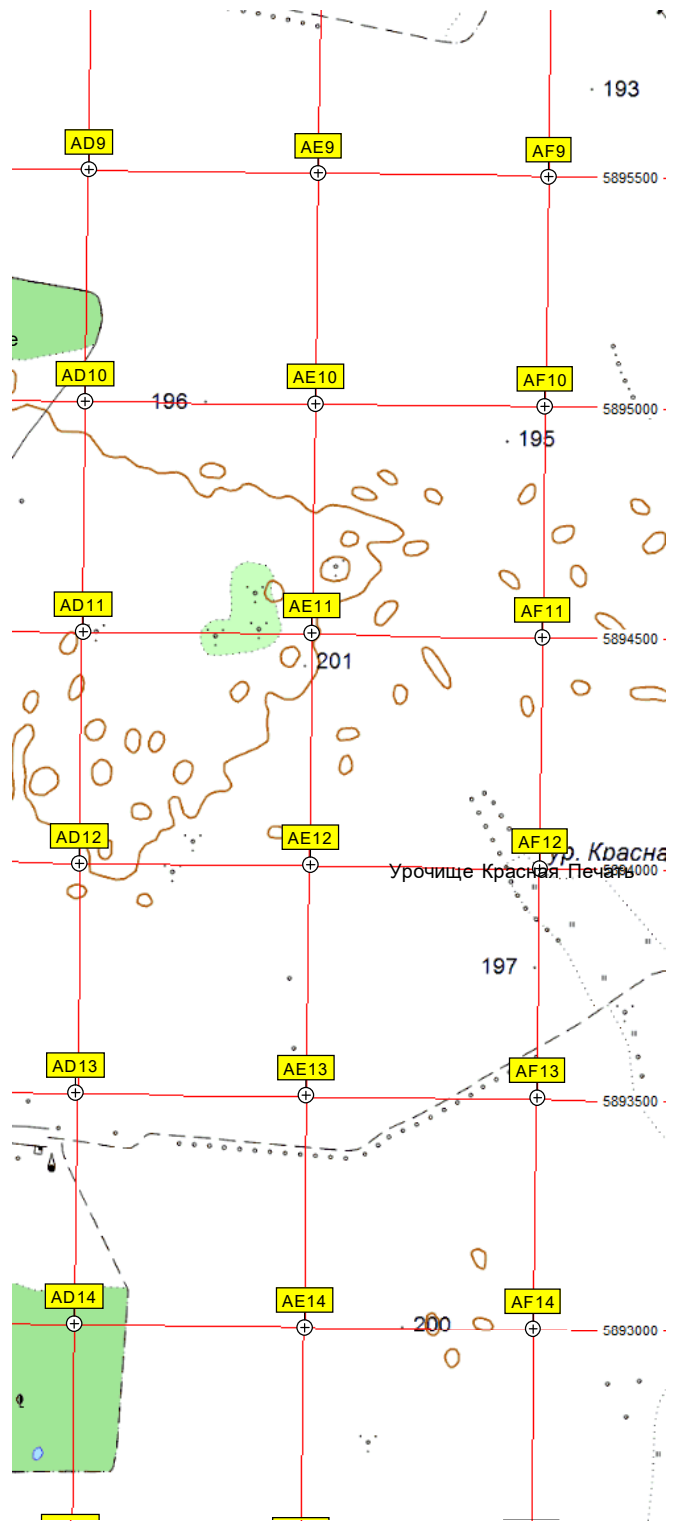 193
AD9
AE9
AF9
5895500
е
AD10
AE10
AF10
196
5895000
195
AD11
AE11
AF11
5894500
201
AD12
AE12
AF12
ур. Красна
Урочище Красная Печать
5894000
197
AD13
AE13
AF13
5893500
AD14
AE14
AF14
200
5893000